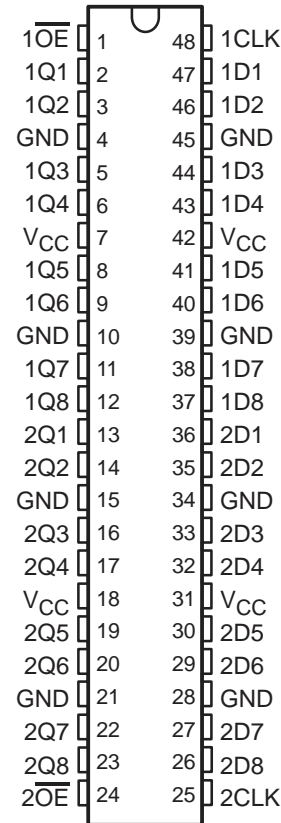 1O̅E̅ 1 48 1CLK
1Q1 2 47 1D1
1Q2 3 46 1D2
GND 4 45 GND
1Q3 5 44 1D3
1Q4 6 43 1D4
VCC 7 42 VCC
1Q5 8 41 1D5
1Q6 9 40 1D6
GND 10 39 GND
1Q7 11 38 1D7
1Q8 12 37 1D8
2Q1 13 36 2D1
2Q2 14 35 2D2
GND 15 34 GND
2Q3 16 33 2D3
2Q4 17 32 2D4
VCC 18 31 VCC
2Q5 19 30 2D5
2Q6 20 29 2D6
GND 21 28 GND
2Q7 22 27 2D7
2Q8 23 26 2D8
2O̅E̅ 24 25 2CLK